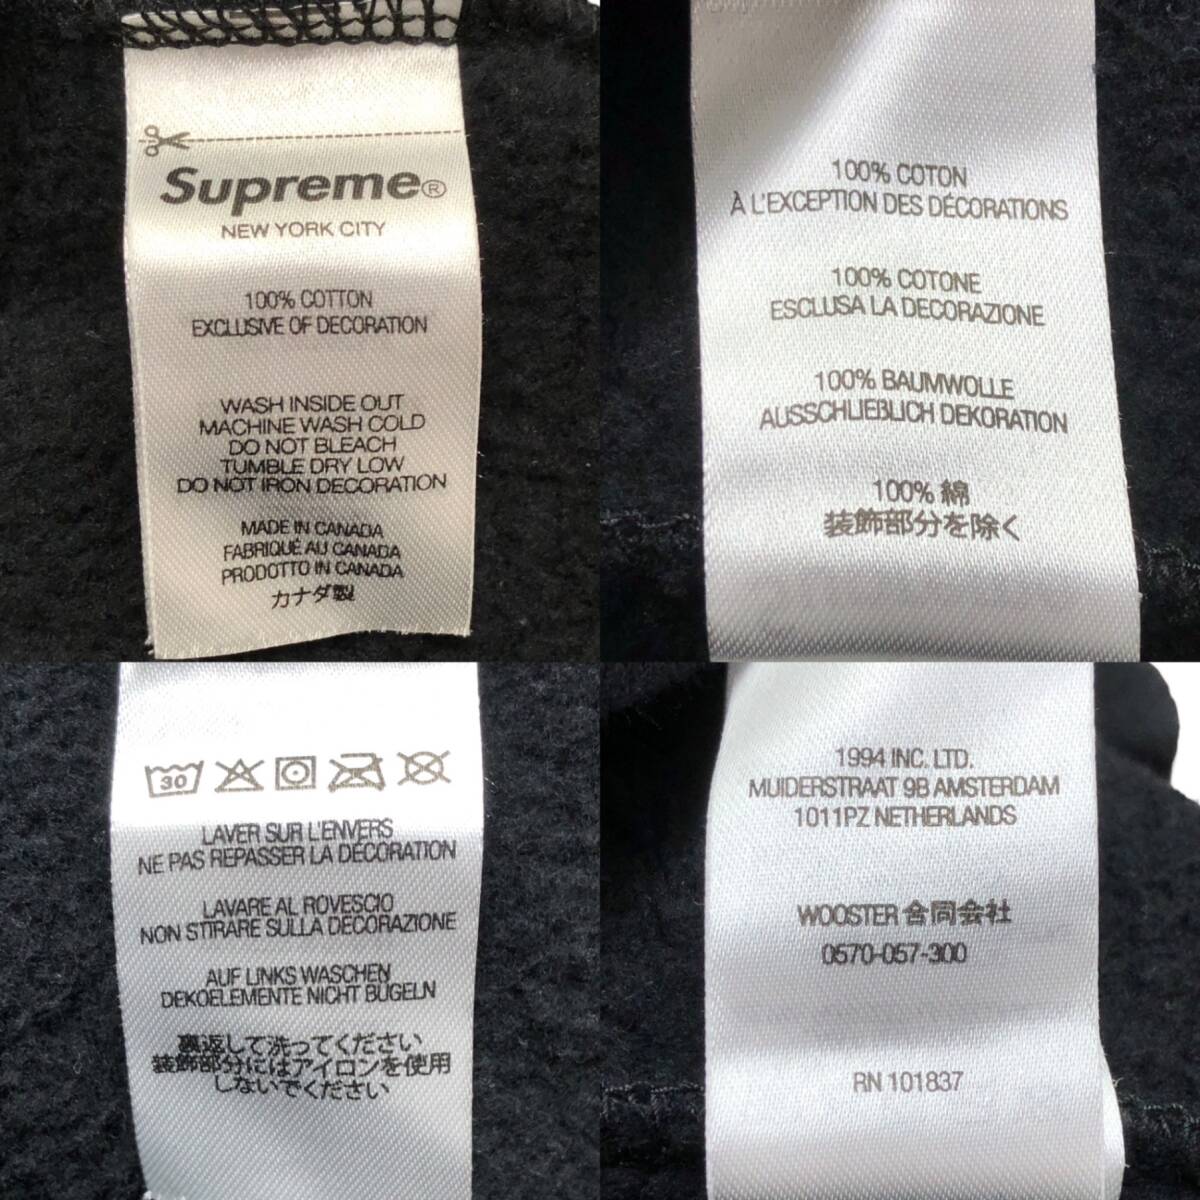 Supreme®
NEW YORK CITY
100% COTTON
EXCLUSIVE OF DECORATION
WASH INSIDE OUT
MACHINE WASH COLD
DO NOT BLEACH
TUMBLE DRY LOW
DO NOT IRON DECORATION
MADE IN CANADA
FABRIQUÉ AU CANADA
PRODOTTO IN CANADA
カナダ製
100% COTON
À L'EXCEPTION DES DÉCORATIONS
100% COTONE
ESCLUSA LA DECORAZIONE
100% BAUMWOLLE
AUSSCHLIEBLICH DEKORATION
100% 綿
装飾部分を除く
30
LAVER SUR L'ENVERS
NE PAS REPASSER LA DÉCORATION
LAVARE AL ROVESCIO
NON STIRARE SULLA DECORAZIONE
AUF LINKS WASCHEN
DEKOELEMENTE NICHT BÜGELN
裏返して洗ってください
装飾部分にはアイロンを使用
しないでください
1994 INC. LTD.
MUIDERSTRAAT 9B AMSTERDAM
1011PZ NETHERLANDS
WOOSTER 合同会社
0570-057-300
RN 101837